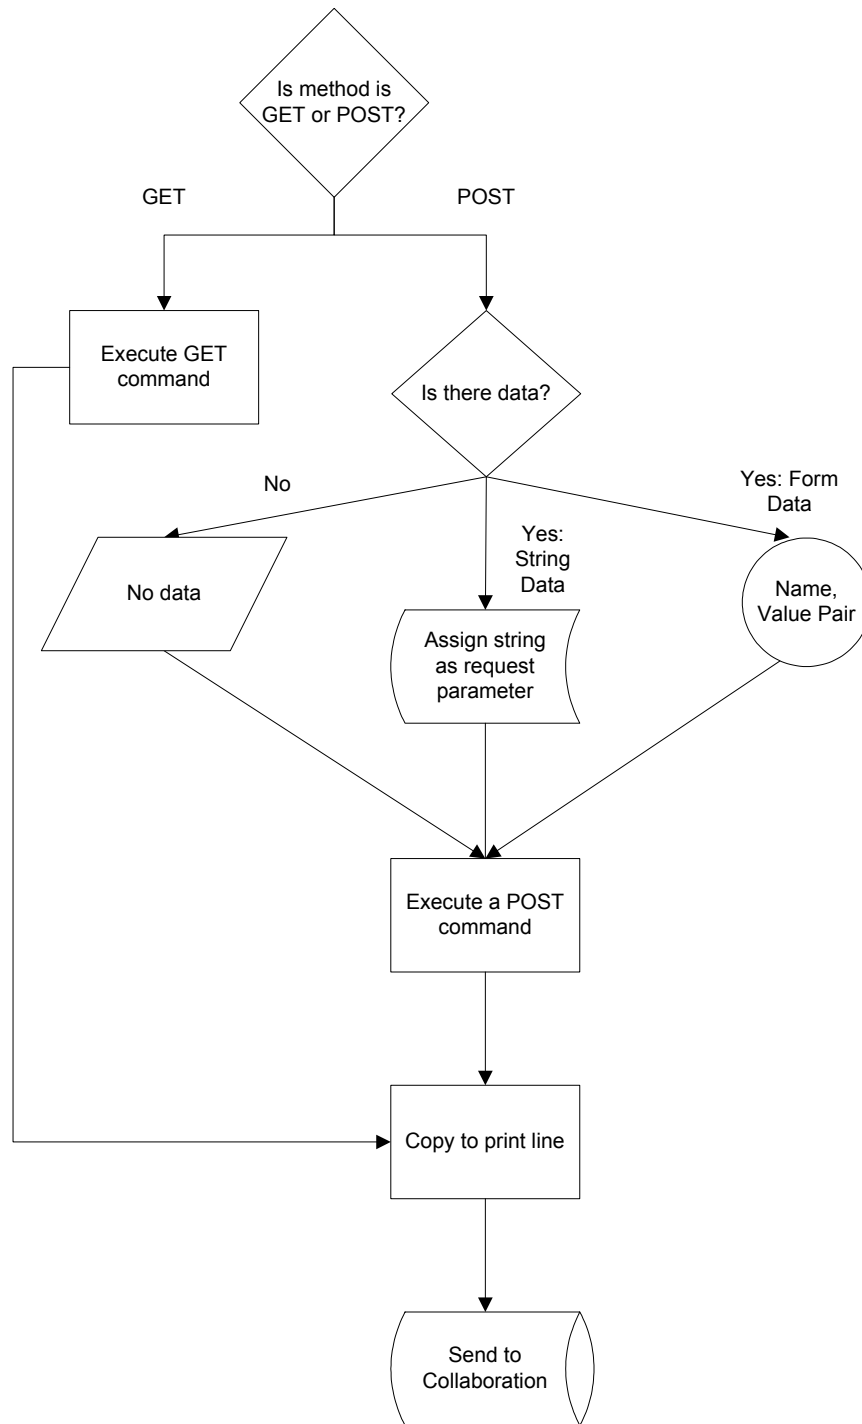 Is method is
GET or POST?
GET
POST
Execute GET
command
Is there data?
No
Yes: Form
Data
Yes:
String
Data
No data
Name,
Value Pair
Assign string
as request
parameter
Execute a POST
command
Copy to print line
Send to
Collaboration